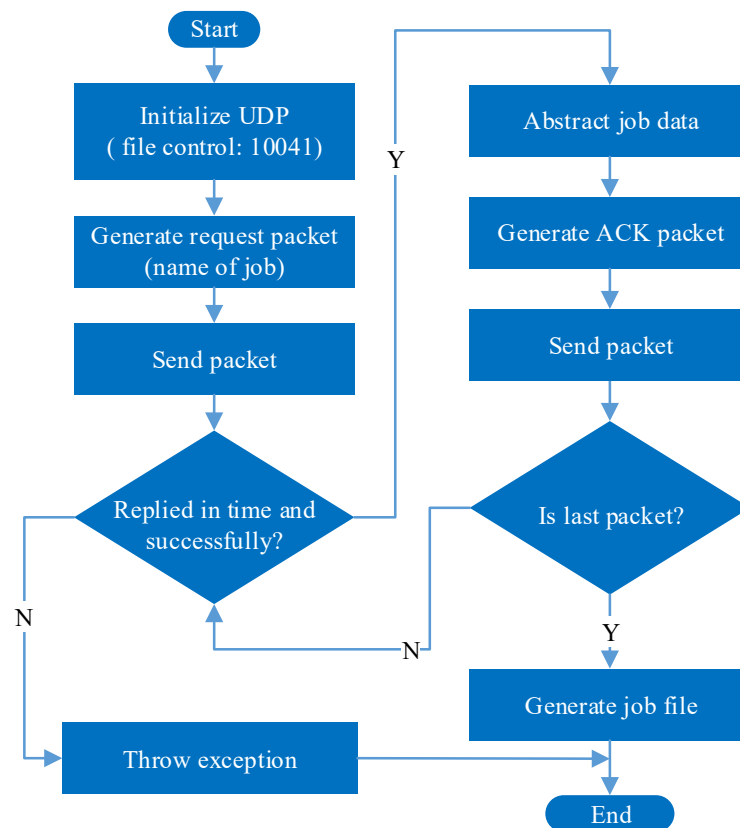 Start
Initialize UDP
( file control: 10041)
Generate request packet
(name of job)
Send packet
Replied in time and
successfully?
N
Throw exception
Y
Abstract job data
Generate ACK packet
Send packet
Is last packet?
N
Y
Generate job file
End